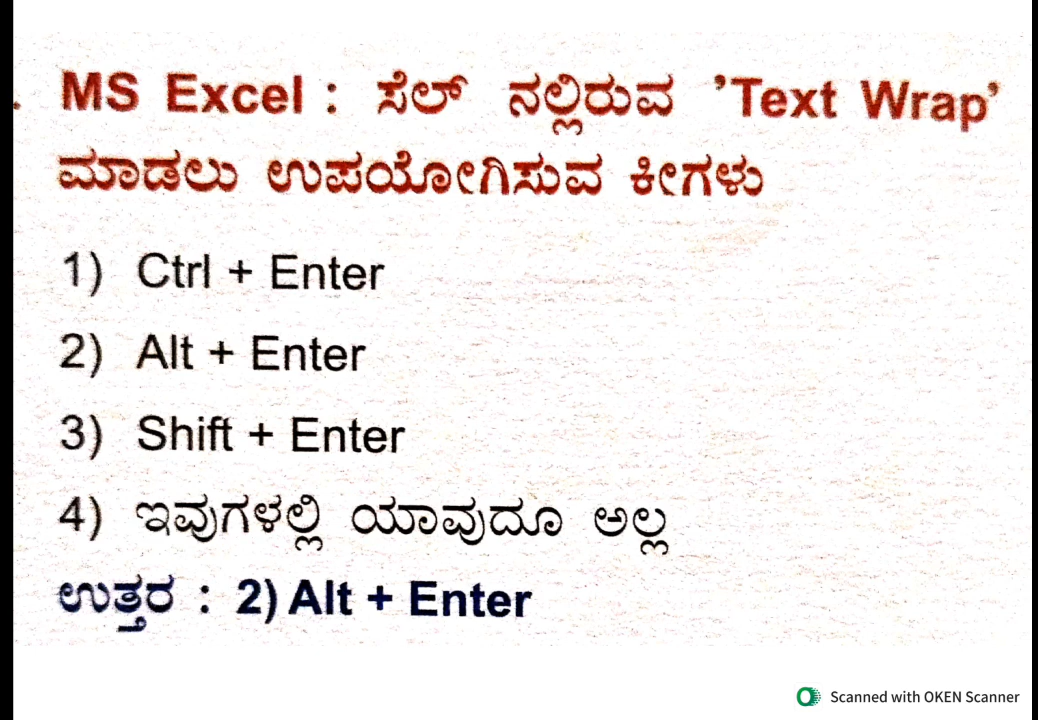 . MS Excel : ಸೆಲ್ ನಲ್ಲಿರುವ 'Text Wrap'
ಮಾಡಲು ಉಪಯೋಗಿಸುವ ಕೀಗಳು
1) Ctrl + Enter
2) Alt + Enter
3) Shift + Enter
4) ಇವುಗಳಲ್ಲಿ ಯಾವುದೂ ಅಲ್ಲ
ಉತ್ತರ : 2) Alt + Enter
Scanned with OKEN Scanner